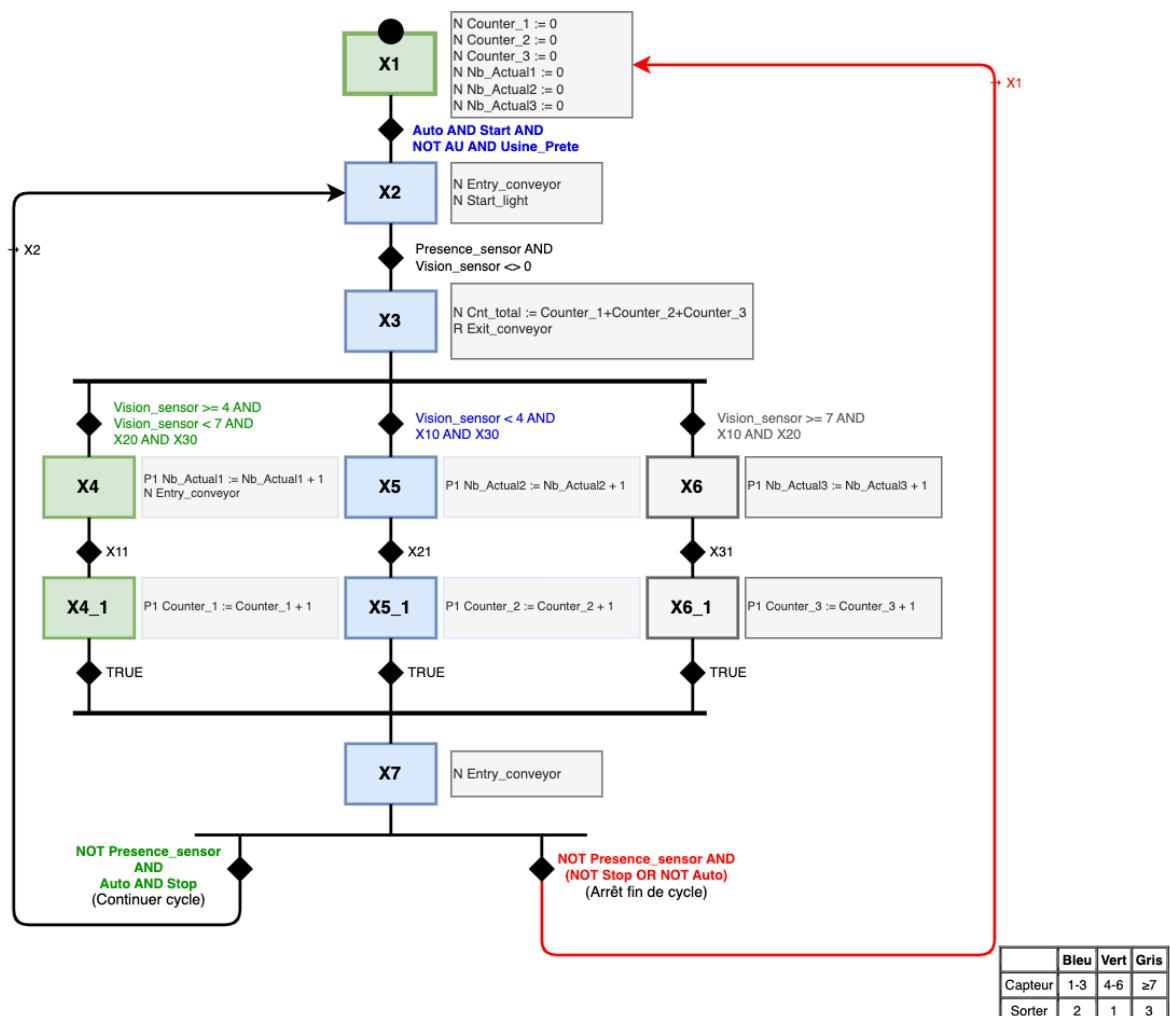 X1
N Counter_1 := 0
N Counter_2 := 0
N Counter_3 := 0
N Nb_Actual1 := 0
N Nb_Actual2 := 0
N Nb_Actual3 := 0
→ X1
Auto AND Start AND
NOT AU AND Usine_Prete
X2
N Entry_conveyor
N Start_light
→ X2
Presence_sensor AND
Vision_sensor <> 0
X3
N Cnt_total := Counter_1+Counter_2+Counter_3
R Exit_conveyor
Vision_sensor >= 4 AND
Vision_sensor < 7 AND
X20 AND X30
Vision_sensor < 4 AND
X10 AND X30
Vision_sensor >= 7 AND
X10 AND X20
X4
P1 Nb_Actual1 := Nb_Actual1 + 1
N Entry_conveyor
X5
P1 Nb_Actual2 := Nb_Actual2 + 1
X6
P1 Nb_Actual3 := Nb_Actual3 + 1
X11
X21
X31
X4_1
P1 Counter_1 := Counter_1 + 1
X5_1
P1 Counter_2 := Counter_2 + 1
X6_1
P1 Counter_3 := Counter_3 + 1
TRUE
TRUE
TRUE
X7
N Entry_conveyor
NOT Presence_sensor
AND
Auto AND Stop
(Continuer cycle)
NOT Presence_sensor AND
(NOT Stop OR NOT Auto)
(Arrêt fin de cycle)
Bleu Vert Gris
Capteur 1-3 4-6 ≥7
Sorter 2 1 3